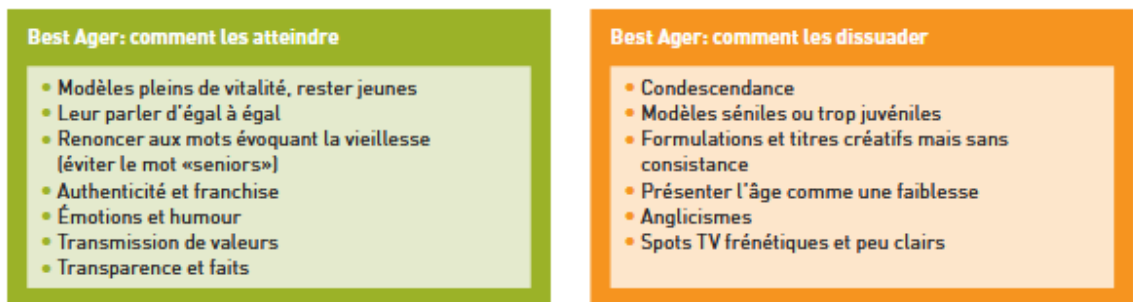 Best Ager: comment les atteindre
• Modèles pleins de vitalité, rester jeunes
• Leur parler d'égal à égal
• Renoncer aux mots évoquant la vieillesse
(éviter le mot «seniors»)
• Authenticité et franchise
• Émotions et humour
• Transmission de valeurs
• Transparence et faits
Best Ager: comment les dissuader
• Condescendance
• Modèles séniles ou trop juvéniles
• Formulations et titres créatifs mais sans
consistance
• Présenter l'âge comme une faiblesse
• Anglicismes
• Spots TV frénétiques et peu clairs